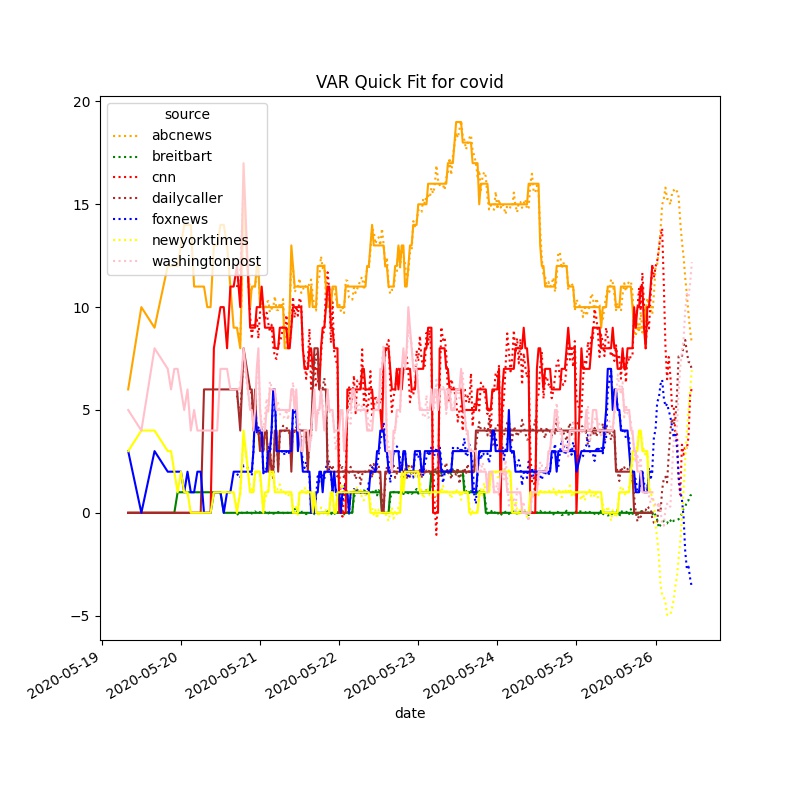 VAR Quick Fit for covid
20
15
10
5
0
−5
source
abcnews
breitbart
cnn
dailycaller
foxnews
newyorktimes
washingtonpost
2020-05-19
2020-05-20
2020-05-21
2020-05-22
2020-05-23
2020-05-24
2020-05-25
2020-05-26
date